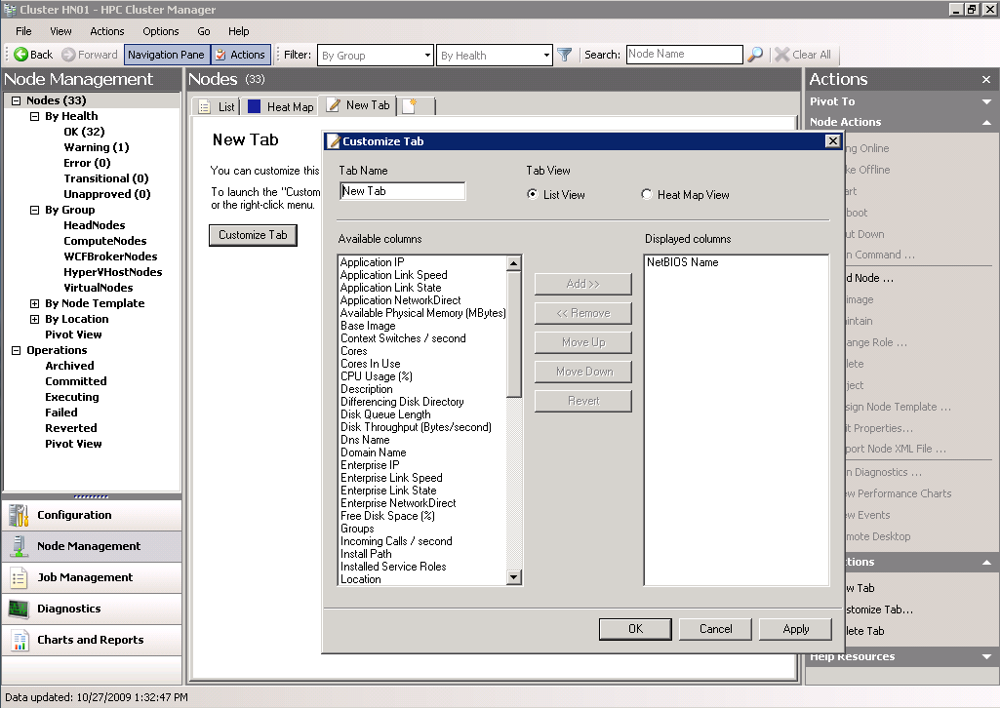 Cluster HN01 - HPC Cluster Manager
File View Actions Options Go Help
Back Forward Navigation Pane Actions Filter: By Group By Health Search: Node Name Clear All
Node Management
Nodes (33)
By Health
OK (32)
Warning (1)
Error (0)
Transitional (0)
Unapproved (0)
By Group
HeadNodes
ComputeNodes
WCFBrokerNodes
HyperVHostNodes
VirtualNodes
By Node Template
By Location
Pivot View
Operations
Archived
Committed
Executing
Failed
Reverted
Pivot View
Configuration
Node Management
Job Management
Diagnostics
Charts and Reports
Nodes (33)
List Heat Map New Tab
New Tab
You can customize this
To launch the "Custom
or the right-click menu.
Customize Tab
Customize Tab
Tab Name
New Tab
Tab View
List View Heat Map View
Available columns
Application IP
Application Link Speed
Application Link State
Application NetworkDirect
Available Physical Memory (MBytes)
Base Image
Context Switches / second
Cores
Cores In Use
CPU Usage (%)
Description
Differencing Disk Directory
Disk Queue Length
Disk Throughput (Bytes/second)
Dns Name
Domain Name
Enterprise IP
Enterprise Link Speed
Enterprise Link State
Enterprise NetworkDirect
Free Disk Space (%)
Groups
Incoming Calls / second
Install Path
Installed Service Roles
Location
Add >>
<< Remove
Move Up
Move Down
Revert
Displayed columns
NetBIOS Name
OK Cancel Apply
Actions
Pivot To
Node Actions
ng Online
ke Offline
art
boot
ut Down
n Command ...
d Node ...
image
intain
ange Role ...
lete
ject
sign Node Template ...
it Properties...
port Node XML File ...
n Diagnostics ...
ew Performance Charts
ew Events
mote Desktop
tions
w Tab
stomize Tab...
lete Tab
Help Resources
Data updated: 10/27/2009 1:32:47 PM